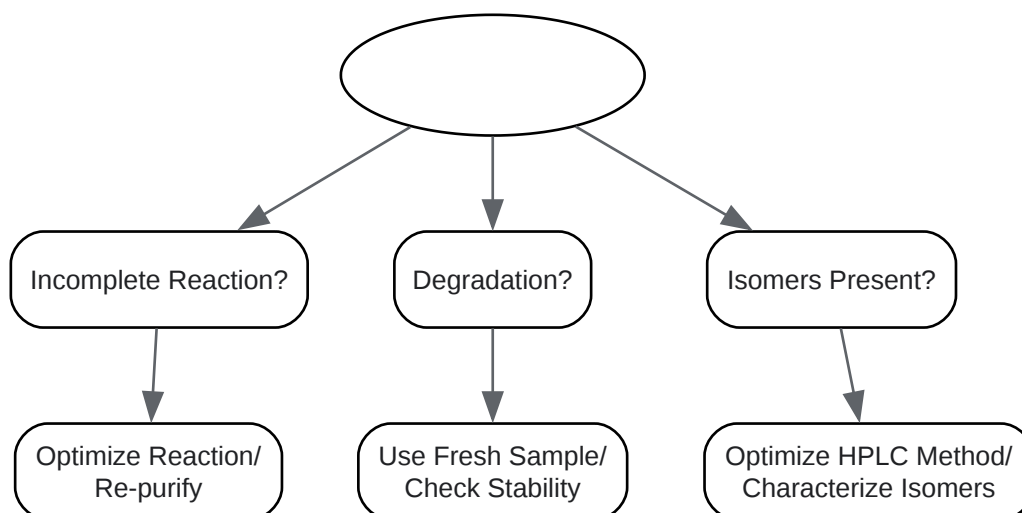 Incomplete Reaction?
Degradation?
Isomers Present?
Optimize Reaction/
Re-purify
Use Fresh Sample/
Check Stability
Optimize HPLC Method/
Characterize Isomers